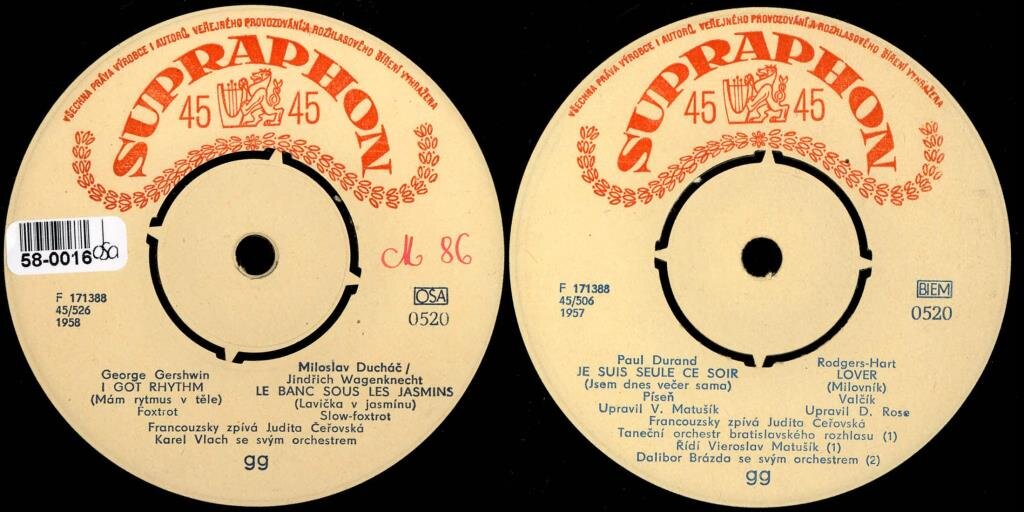 VŠECHNA PRÁVA VÝROBCE I AUTORŮ, VEŘEJNÉHO PROVOZOVÁNÍ A ROZHLASOVÉHO ŠÍŘENÍ VYHRAŽENA
SUPRAPHON
45 45
58-0016 OSA
M 86
F 171388
45/526
1958
OSA
0520
George Gershwin
I GOT RHYTHM
(Mám rytmus v těle)
Foxtrot
Miloslav Ducháč/
Jindřich Wagenknecht
LE BANC SOUS LES JASMINS
(Lavička v jasmínu)
Slow-foxtrot
Francouzsky zpívá Judita Čeřovská
Karel Vlach se svým orchestrem
gg
VŠECHNA PRÁVA VÝROBCE I AUTORŮ, VEŘEJNÉHO PROVOZOVÁNÍ A ROZHLASOVÉHO ŠÍŘENÍ VYHRAŽENA
SUPRAPHON
45 45
F 171388
45/506
1957
BIEM
0520
Paul Durand
JE SUIS SEULE CE SOIR
(Jsem dnes večer sama)
Píseň
Upravil V. Matušík
Rodgers-Hart
LOVER
(Milovník)
Valčík
Upravil D. Rose
Francouzsky zpívá Judita Čeřovská
Taneční orchestr bratislavského rozhlasu (1)
Řídí Vieroslav Matušík (1)
Dalibor Brázda se svým orchestrem (2)
gg